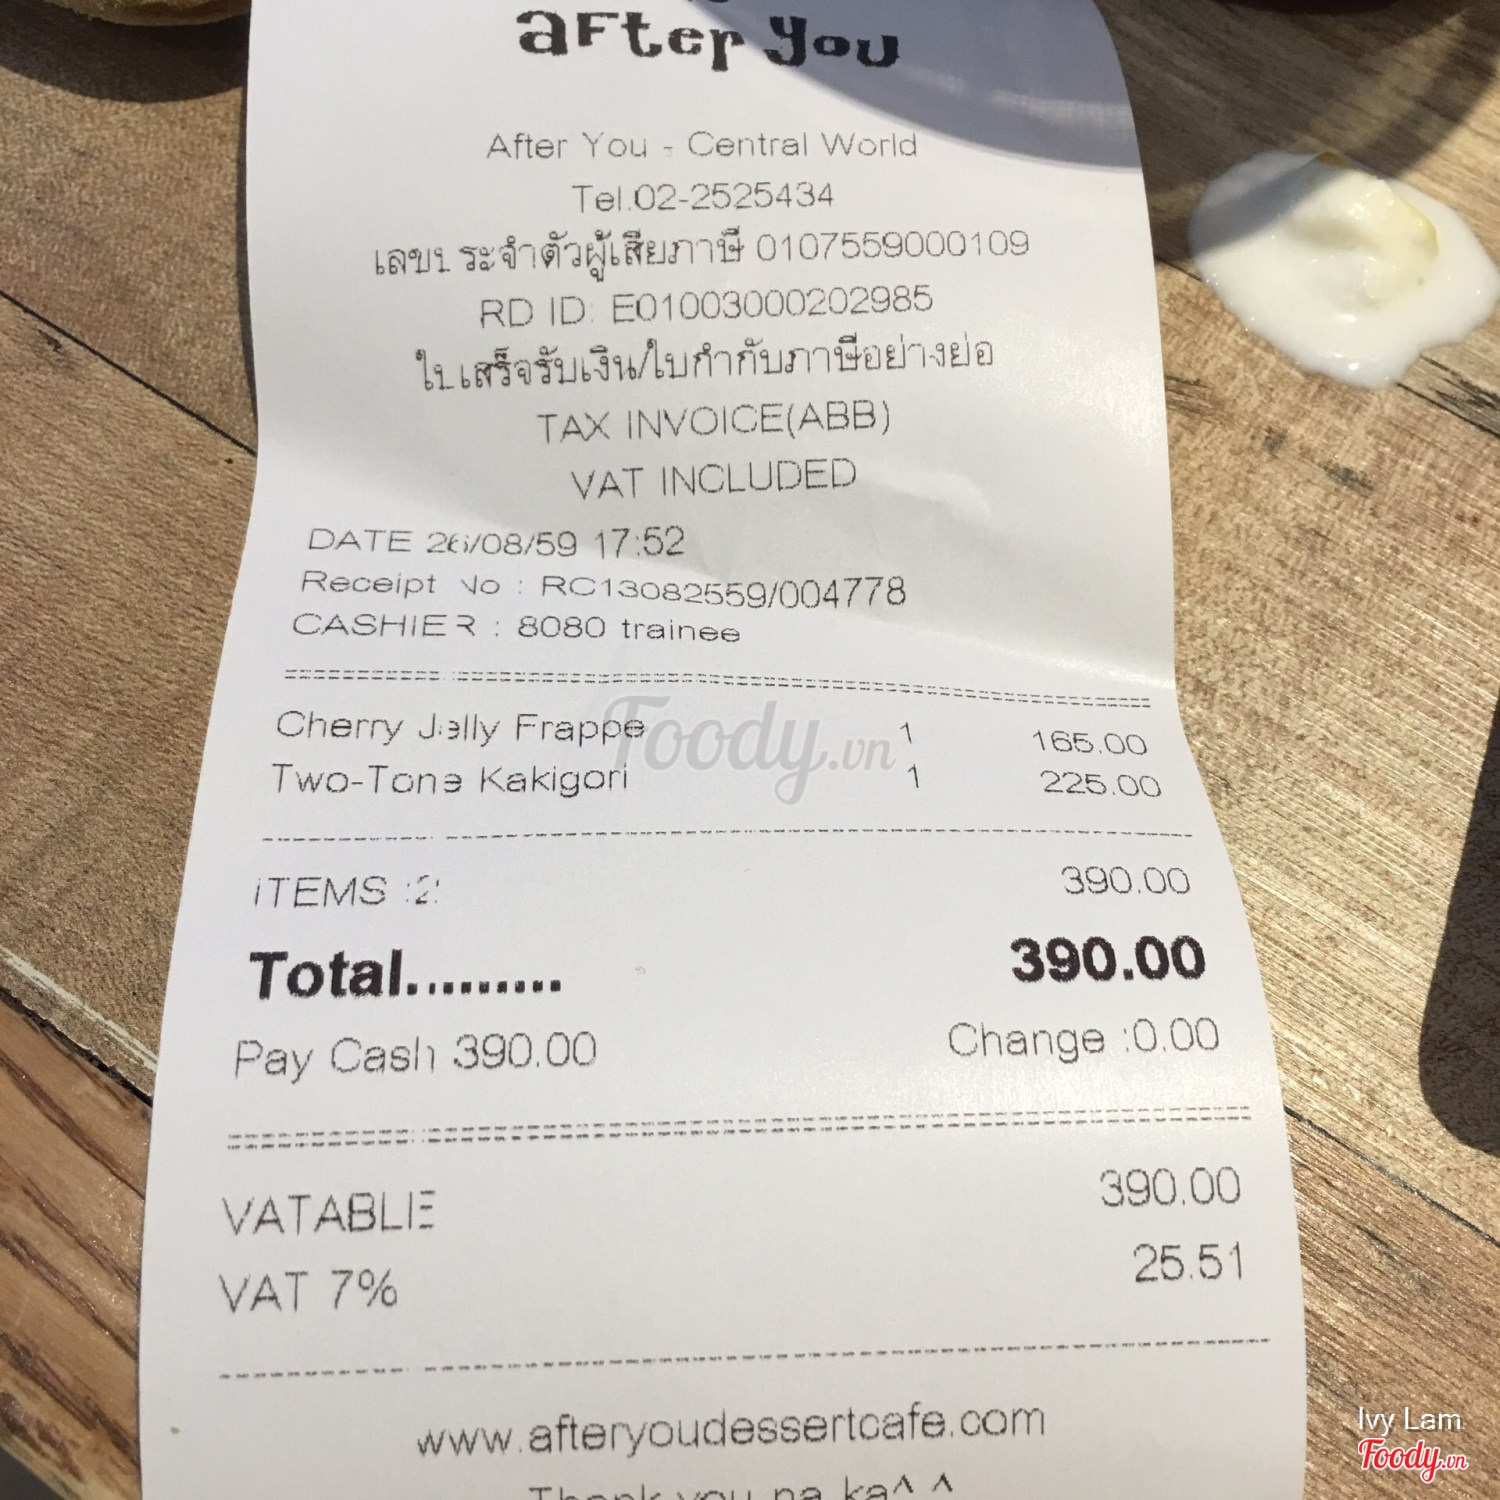 after you
After You - Central World
Tel.02-2525434
เลขประจำตัวผู้เสียภาษี 0107559000109
RD ID: E01003000202985
ใบเสร็จรับเงิน/ใบกำกับภาษีอย่างย่อ
TAX INVOICE(ABB)
VAT INCLUDED
DATE 26/08/59 17:52
Receipt No : RC13082559/004778
CASHIER : 8080 trainee
Cherry Jelly Frappe 1 165.00
Two-Tone Kakigori 1 225.00
Foody.vn
ITEMS :2: 390.00
Total......... 390.00
Pay Cash 390.00 Change :0.00
VATABLE 390.00
VAT 7% 25.51
www.afteryoudessertcafe.com
Thank you na ka^ ^
Ivy Lam
Foody.vn